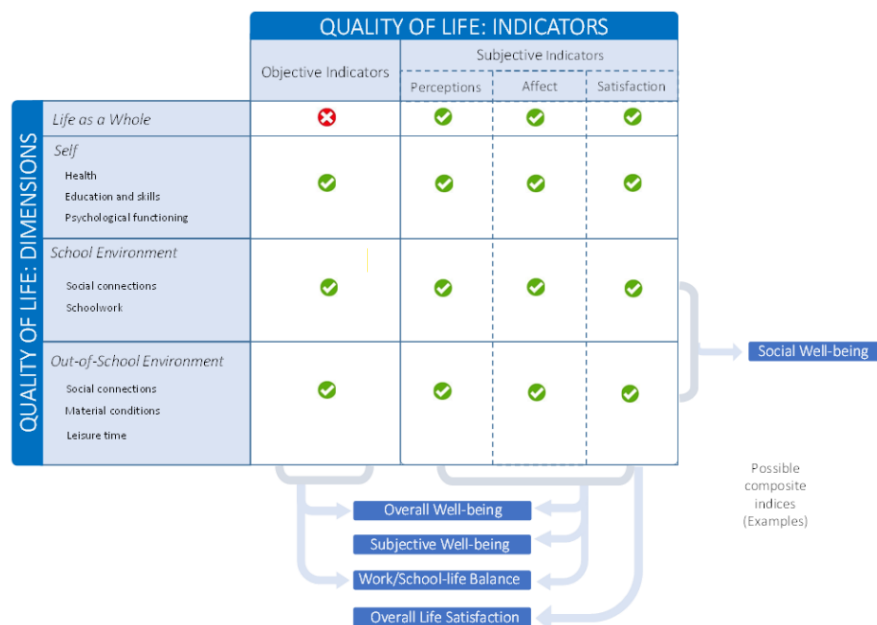 QUALITY OF LIFE: INDICATORS
Subjective Indicators
Objective Indicators
Perceptions
Affect
Satisfaction
QUALITY OF LIFE: DIMENSIONS
Life as a Whole
Self
Health
Education and skills
Psychological functioning
School Environment
Social connections
Schoolwork
Out-of-School Environment
Social connections
Material conditions
Leisure time
Social Well-being
Possible
composite
indices
(Examples)
Overall Well-being
Subjective Well-being
Work/School-life Balance
Overall Life Satisfaction